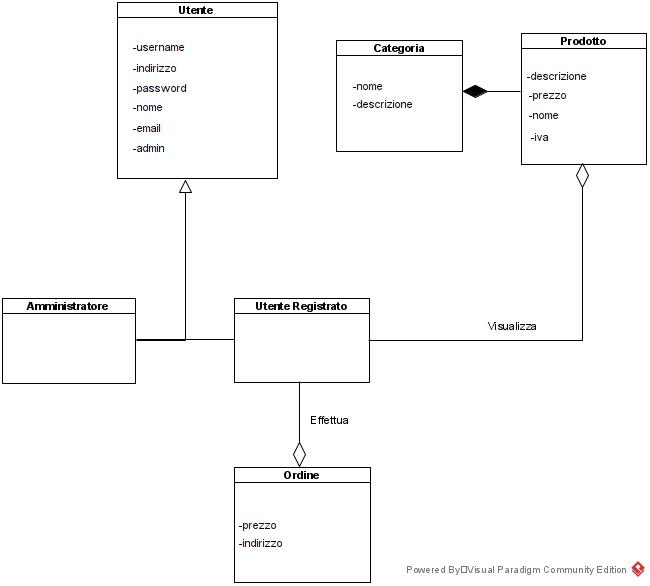 Utente
-username
-indirizzo
-password
-nome
-email
-admin
Categoria
-nome
-descrizione
Prodotto
-descrizione
-prezzo
-nome
-iva
Amministratore
Utente Registrato
Visualizza
Effettua
Ordine
-prezzo
-indirizzo
Powered By□Visual Paradigm Community Edition